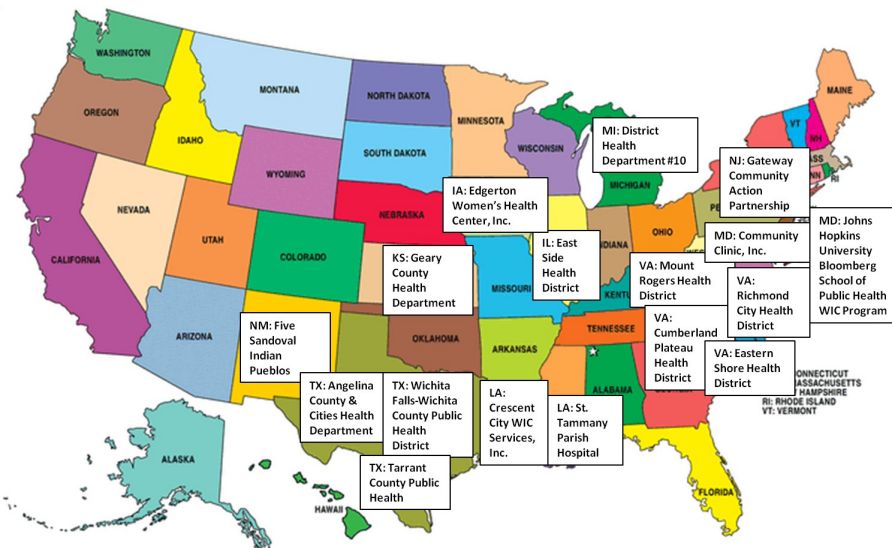 WASHINGTON
OREGON
IDAHO
MONTANA
NORTH DAKOTA
SOUTH DAKOTA
MINNESOTA
WISCONSIN
MICHIGAN
MAINE
VT
NH
RI
WYOMING
NEVADA
UTAH
CALIFORNIA
COLORADO
NEBRASKA
ARIZONA
OKLAHOMA
MISSOURI
ARKANSAS
OHIO
TENNESSEE
ALABAMA
FLORIDA
ALASKA
HAWAII
MI: District
Health
Department #10
NJ: Gateway
Community
Action
Partnership
IA: Edgerton
Women's Health
Center, Inc.
MD: Johns
Hopkins
University
Bloomberg
School of
Public Health
WIC Program
MD: Community
Clinic, Inc.
IL: East
Side
Health
District
KS: Geary
County
Health
Department
VA: Mount
Rogers Health
District
VA:
Richmond
City Health
District
VA:
Cumberland
Plateau
Health
District
VA: Eastern
Shore Health
District
NM: Five
Sandoval
Indian
Pueblos
TX: Angelina
County &
Cities Health
Department
TX: Wichita
Falls-Wichita
County Public
Health
District
LA:
Crescent
City WIC
Services,
Inc.
LA: St.
Tammany
Parish
Hospital
TX: Tarrant
County Public
Health
RI: RHODE ISLAND
VT: VERMONT